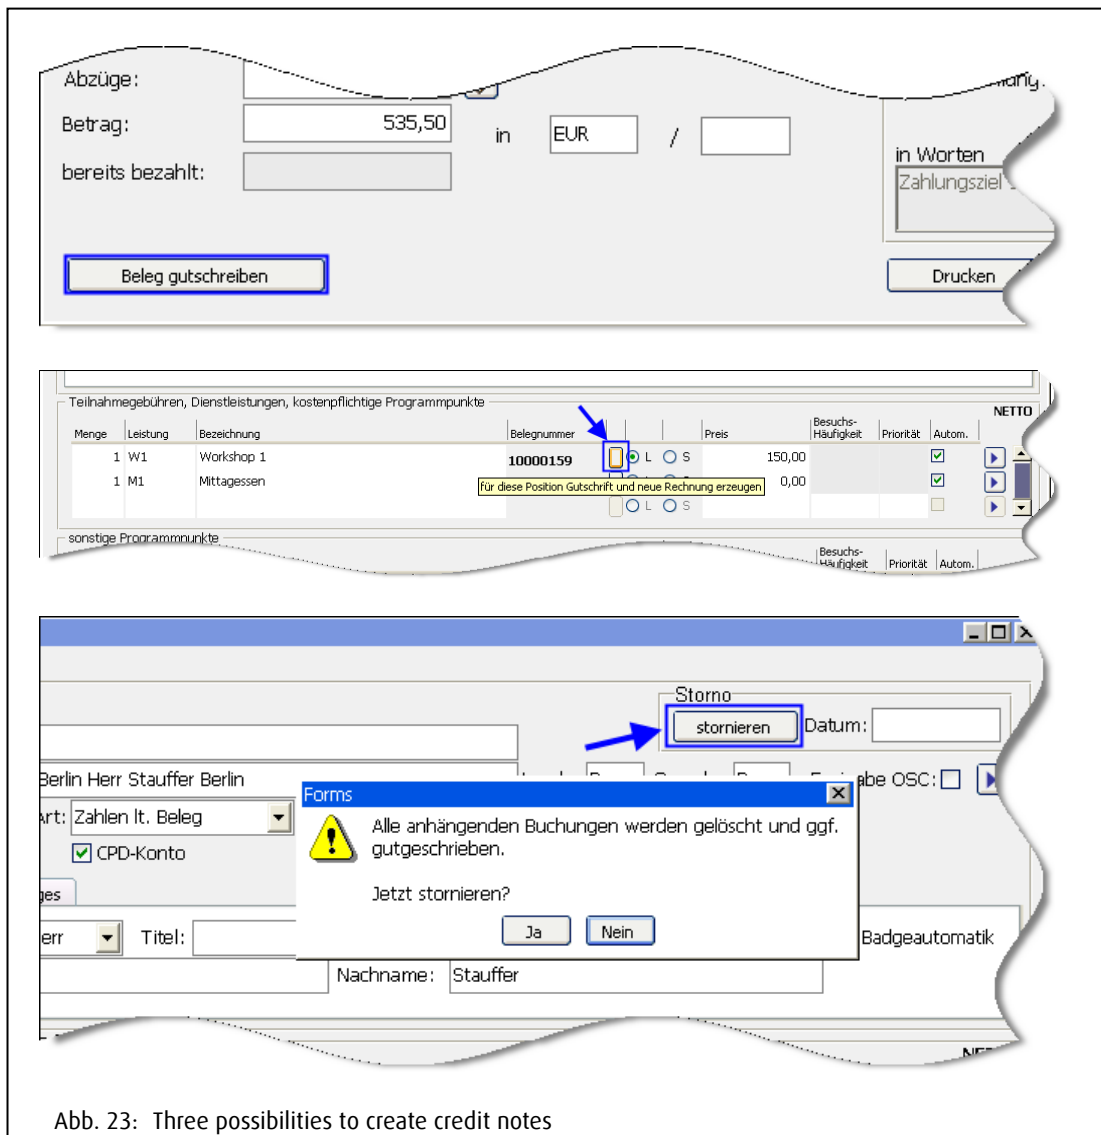 Abzüge:
Betrag: 535,50 in EUR /
bereits bezahlt:
in Worten
Zahlungsziel
Beleg gutschreiben Drucken
Teilnahmegebühren, Dienstleistungen, kostenpflichtige Programmpunkte
NETTO
Menge Leistung Bezeichnung Belegnummer Preis Besuchs-Häufigkeit Priorität Autom.
1 W1 Workshop 1 10000159 L S 150,00
1 M1 Mittagessen 0,00
für diese Position Gutschrift und neue Rechnung erzeugen
L S
sonstige Programmpunkte
Besuchs-Häufigkeit Priorität Autom.
Storno
stornieren Datum:
Berlin Herr Stauffer Berlin
OSC:
Art: Zahlen lt. Beleg
CPD-Konto
Forms
Alle anhängenden Buchungen werden gelöscht und ggf.
gutgeschrieben.
Jetzt stornieren?
Ja Nein
Titel: Badgeautomatik
Nachname: Stauffer
Abb. 23: Three possibilities to create credit notes